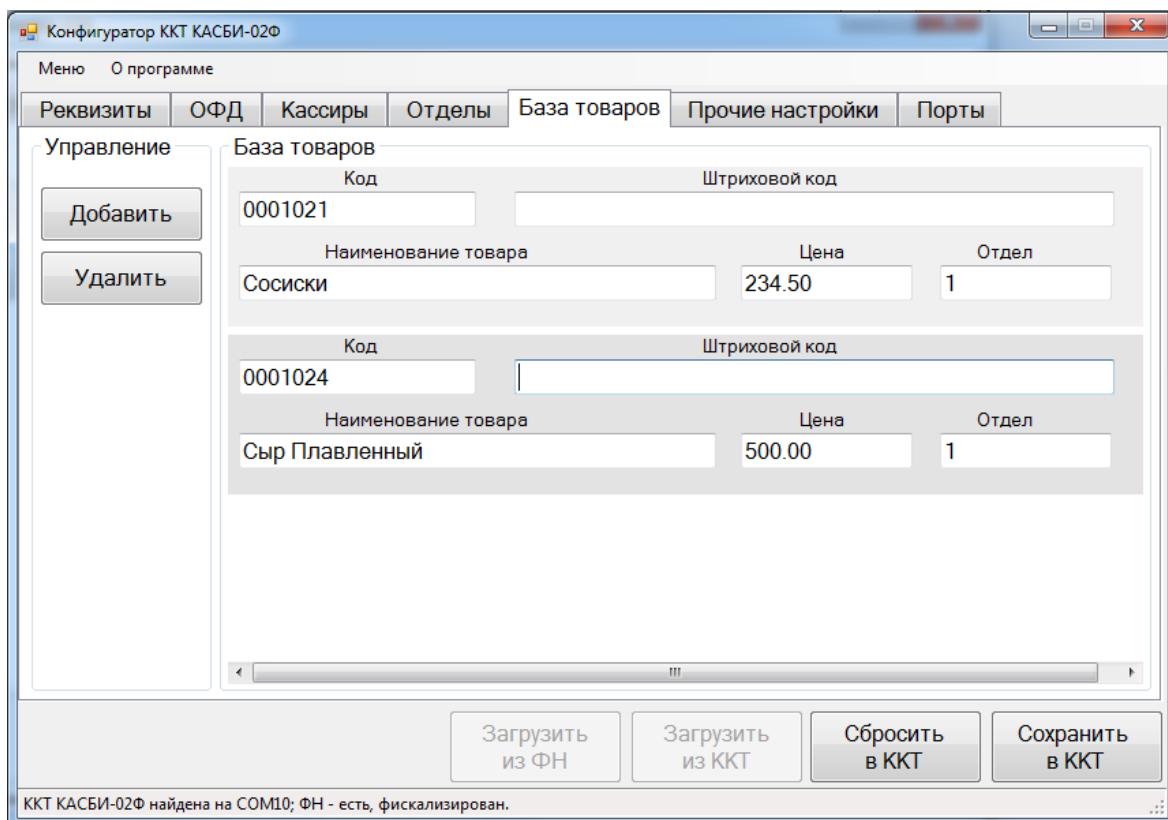 Конфигуратор ККТ КАСБИ-02Ф
Меню О программе
Реквизиты ОФД Кассиры Отделы База товаров Прочие настройки Порты
Управление
Добавить
Удалить
База товаров
Код Штриховой код
0001021
Наименование товара Цена Отдел
Сосиски 234.50 1
Код Штриховой код
0001024
Наименование товара Цена Отдел
Сыр Плавленный 500.00 1
Загрузить из ФН
Загрузить из ККТ
Сбросить в ККТ
Сохранить в ККТ
ККТ КАСБИ-02Ф найдена на COM10; ФН - есть, фискализирован.